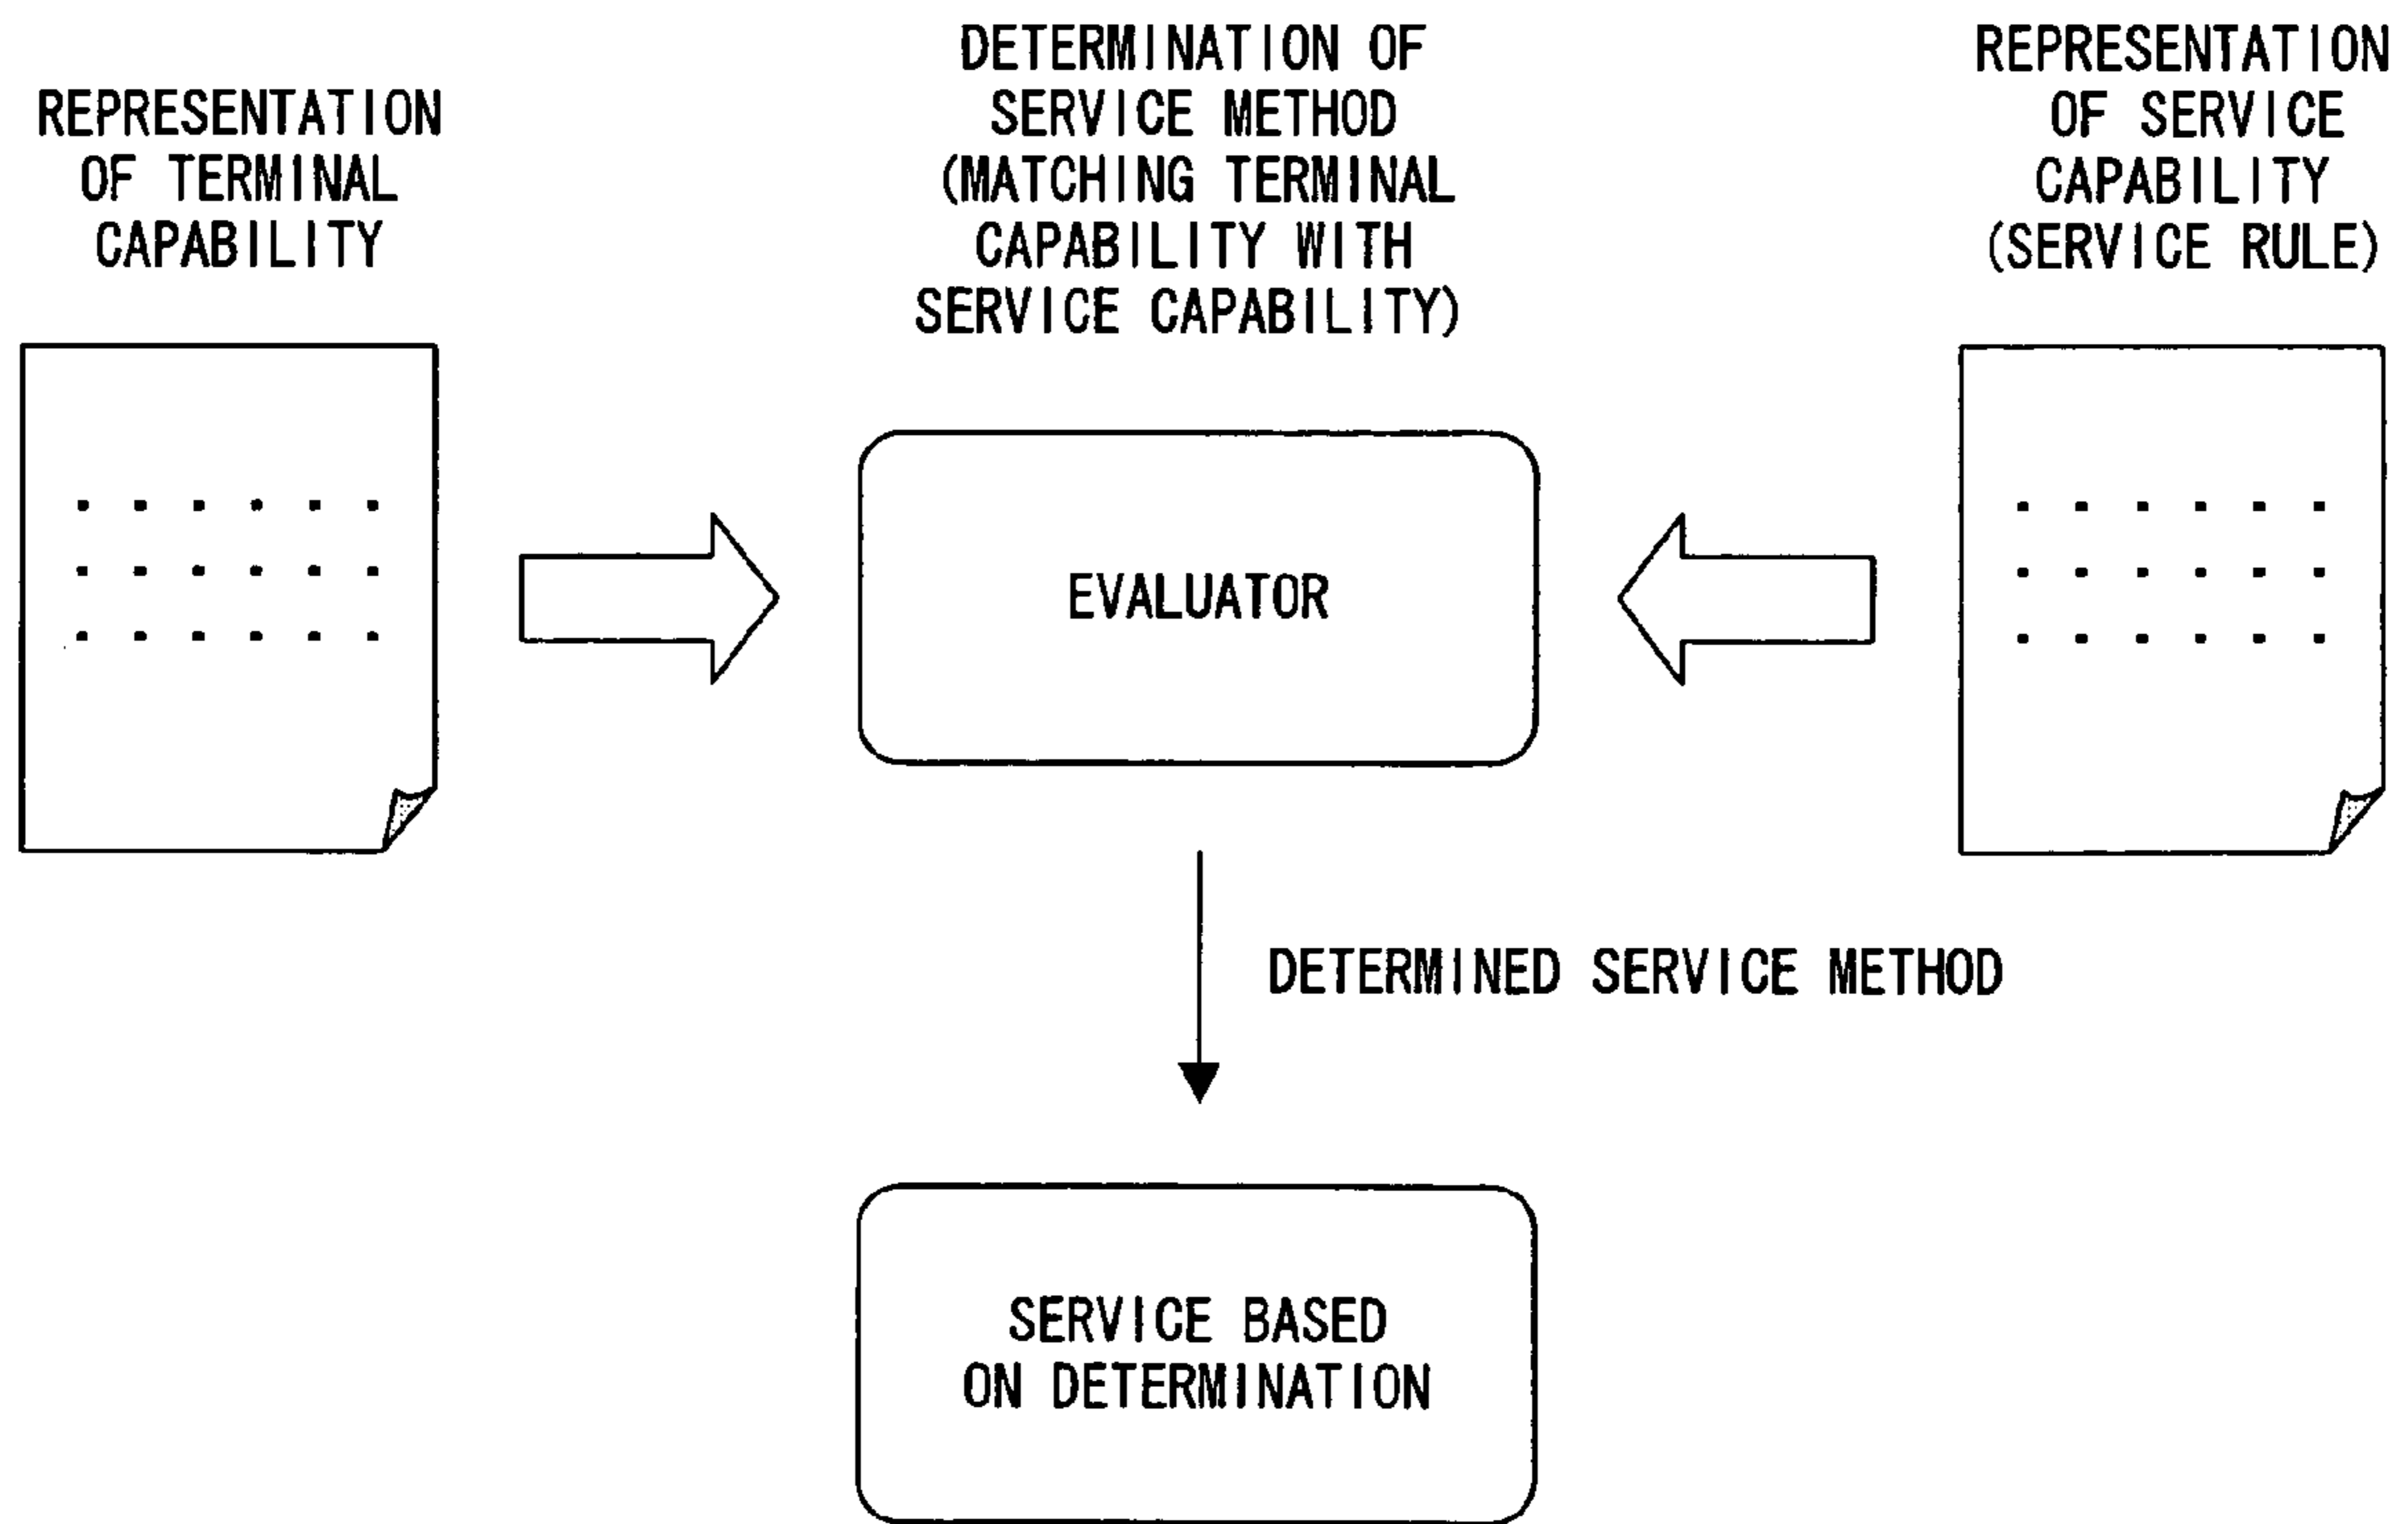 REPRESENTATION
OF TERMINAL
CAPABILITY
DETERMINATION OF
SERVICE METHOD
(MATCHING TERMINAL
CAPABILITY WITH
SERVICE CAPABILITY)
REPRESENTATION
OF SERVICE
CAPABILITY
(SERVICE RULE)
EVALUATOR
DETERMINED SERVICE METHOD
SERVICE BASED
ON DETERMINATION